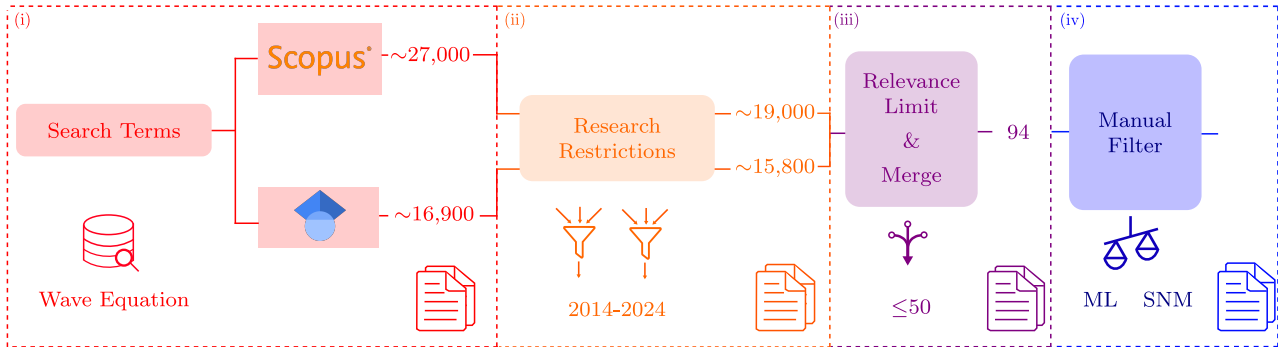 (i)
Search Terms
Scopus®
~27,000
~16,900
Wave Equation
(ii)
Research
Restrictions
~19,000
~15,800
2014-2024
(iii)
Relevance
Limit
&
Merge
94
≤50
(iv)
Manual
Filter
ML SNM